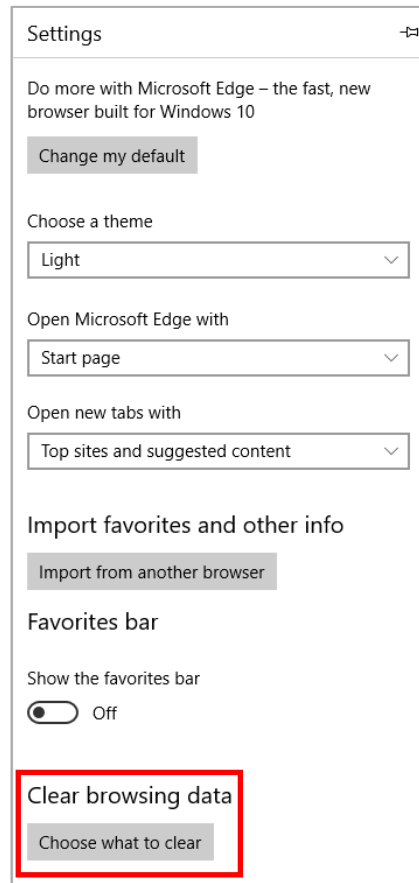 Settings
Do more with Microsoft Edge – the fast, new
browser built for Windows 10
Change my default
Choose a theme
Light
Open Microsoft Edge with
Start page
Open new tabs with
Top sites and suggested content
Import favorites and other info
Import from another browser
Favorites bar
Show the favorites bar
Off
Clear browsing data
Choose what to clear